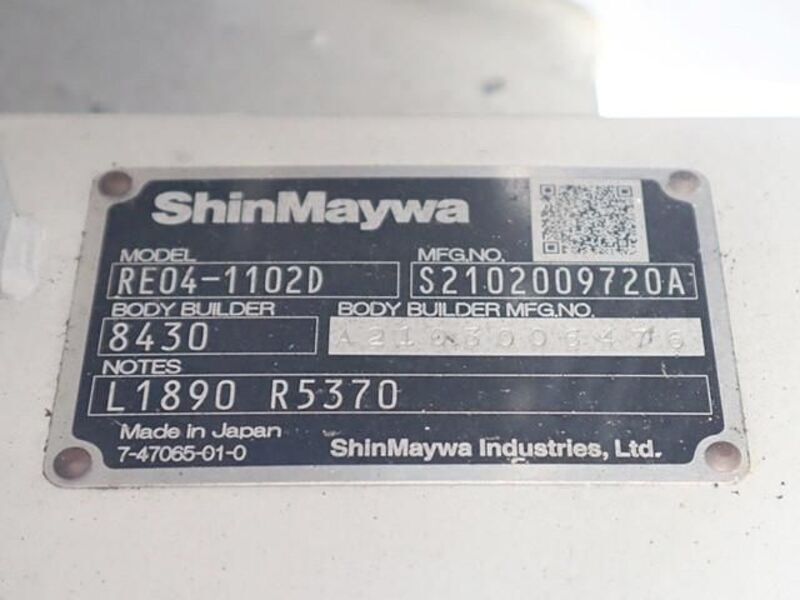 ShinMaywa
MODEL MFG.NO.
RE04-1102D S2102009720A
BODY BUILDER BODY BUILDER MFG.NO.
8430
NOTES
L1890 R5370
Made in Japan
7-47065-01-0 ShinMaywa Industries, Ltd.